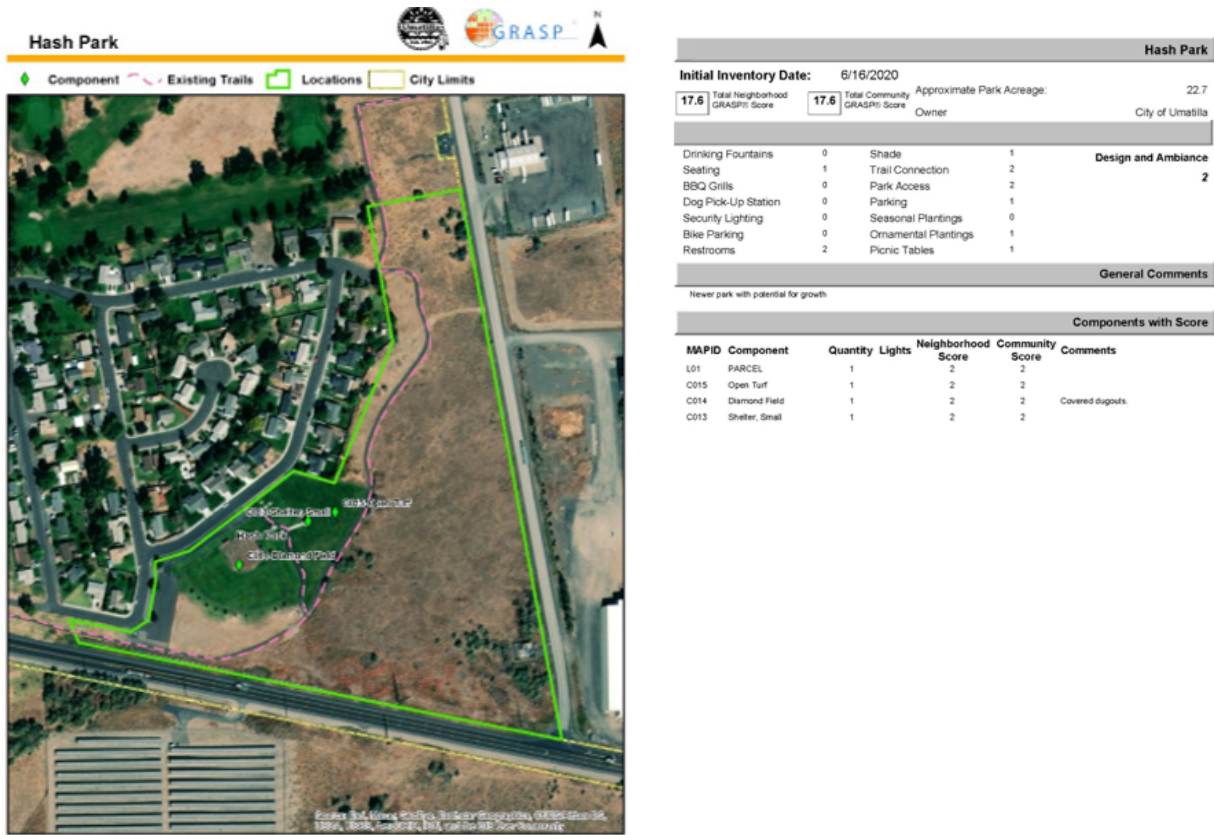 Hash Park
Umatilla
GRASP
N
Component Existing Trails Locations City Limits
C015-Open Turf
C013-Shelter, Small
Hash Park
C014-Diamond Field
Hash Park
Initial Inventory Date: 6/16/2020
17.6 Total Neighborhood GRASP® Score 17.6 Total Community GRASP® Score Approximate Park Acreage: 22.7
Owner City of Umatilla
Drinking Fountains 0 Shade 1 Design and Ambiance
Seating 1 Trail Connection 2 2
BBQ Grills 0 Park Access 2
Dog Pick-Up Station 0 Parking 1
Security Lighting 0 Seasonal Plantings 0
Bike Parking 0 Ornamental Plantings 1
Restrooms 2 Picnic Tables 1
General Comments
Newer park with potential for growth
Components with Score
MAPID Component Quantity Lights Neighborhood Score Community Score Comments
L01 PARCEL 1 2 2
C015 Open Turf 1 2 2
C014 Diamond Field 1 2 2 Covered dugouts.
C013 Shelter, Small 1 2 2